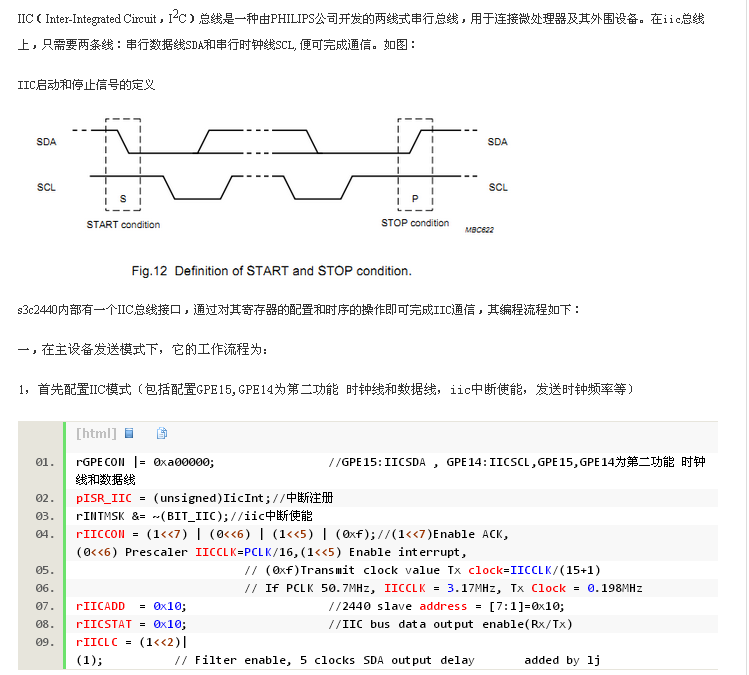 IIC（Inter-Integrated Circuit，I2C）总线是一种由PHILIPS公司开发的两线式串行总线，用于连接微处理器及其外围设备。在iic总线
上，只需要两条线：串行数据线SDA和串行时钟线SCL,便可完成通信。如图：
IIC启动和停止信号的定义
SDA
SDA
SCL
SCL
S
P
START condition
STOP condition
MBC622
Fig.12 Definition of START and STOP condition.
s3c2440内部有一个IIC总线接口，通过对其寄存器的配置和时序的操作即可完成IIC通信，其编程流程如下：
一，在主设备发送模式下，它的工作流程为：
1，首先配置IIC模式（包括配置GPE15,GPE14为第二功能 时钟线和数据线，iic中断使能，发送时钟频率等）
[html]
01. rGPECON |= 0xa00000; //GPE15:IICSDA , GPE14:IICSCL,GPE15,GPE14为第二功能 时钟
线和数据线
02. pISR_IIC = (unsigned)IicInt;//中断注册
03. rINTMSK &= ~(BIT_IIC);//iic中断使能
04. rIICCON = (1<<7) | (0<<6) | (1<<5) | (0xf);//(1<<7)Enable ACK,
(0<<6) Prescaler IICCLK=PCLK/16,(1<<5) Enable interrupt,
05. // (0xf)Transmit clock value Tx clock=IICCLK/(15+1)
06. // If PCLK 50.7MHz, IICCLK = 3.17MHz, Tx Clock = 0.198MHz
07. rIICADD = 0x10; //2440 slave address = [7:1]=0x10;
08. rIICSTAT = 0x10; //IIC bus data output enable(Rx/Tx)
09. rIICLC = (1<<2)|
(1); // Filter enable, 5 clocks SDA output delay added by lj